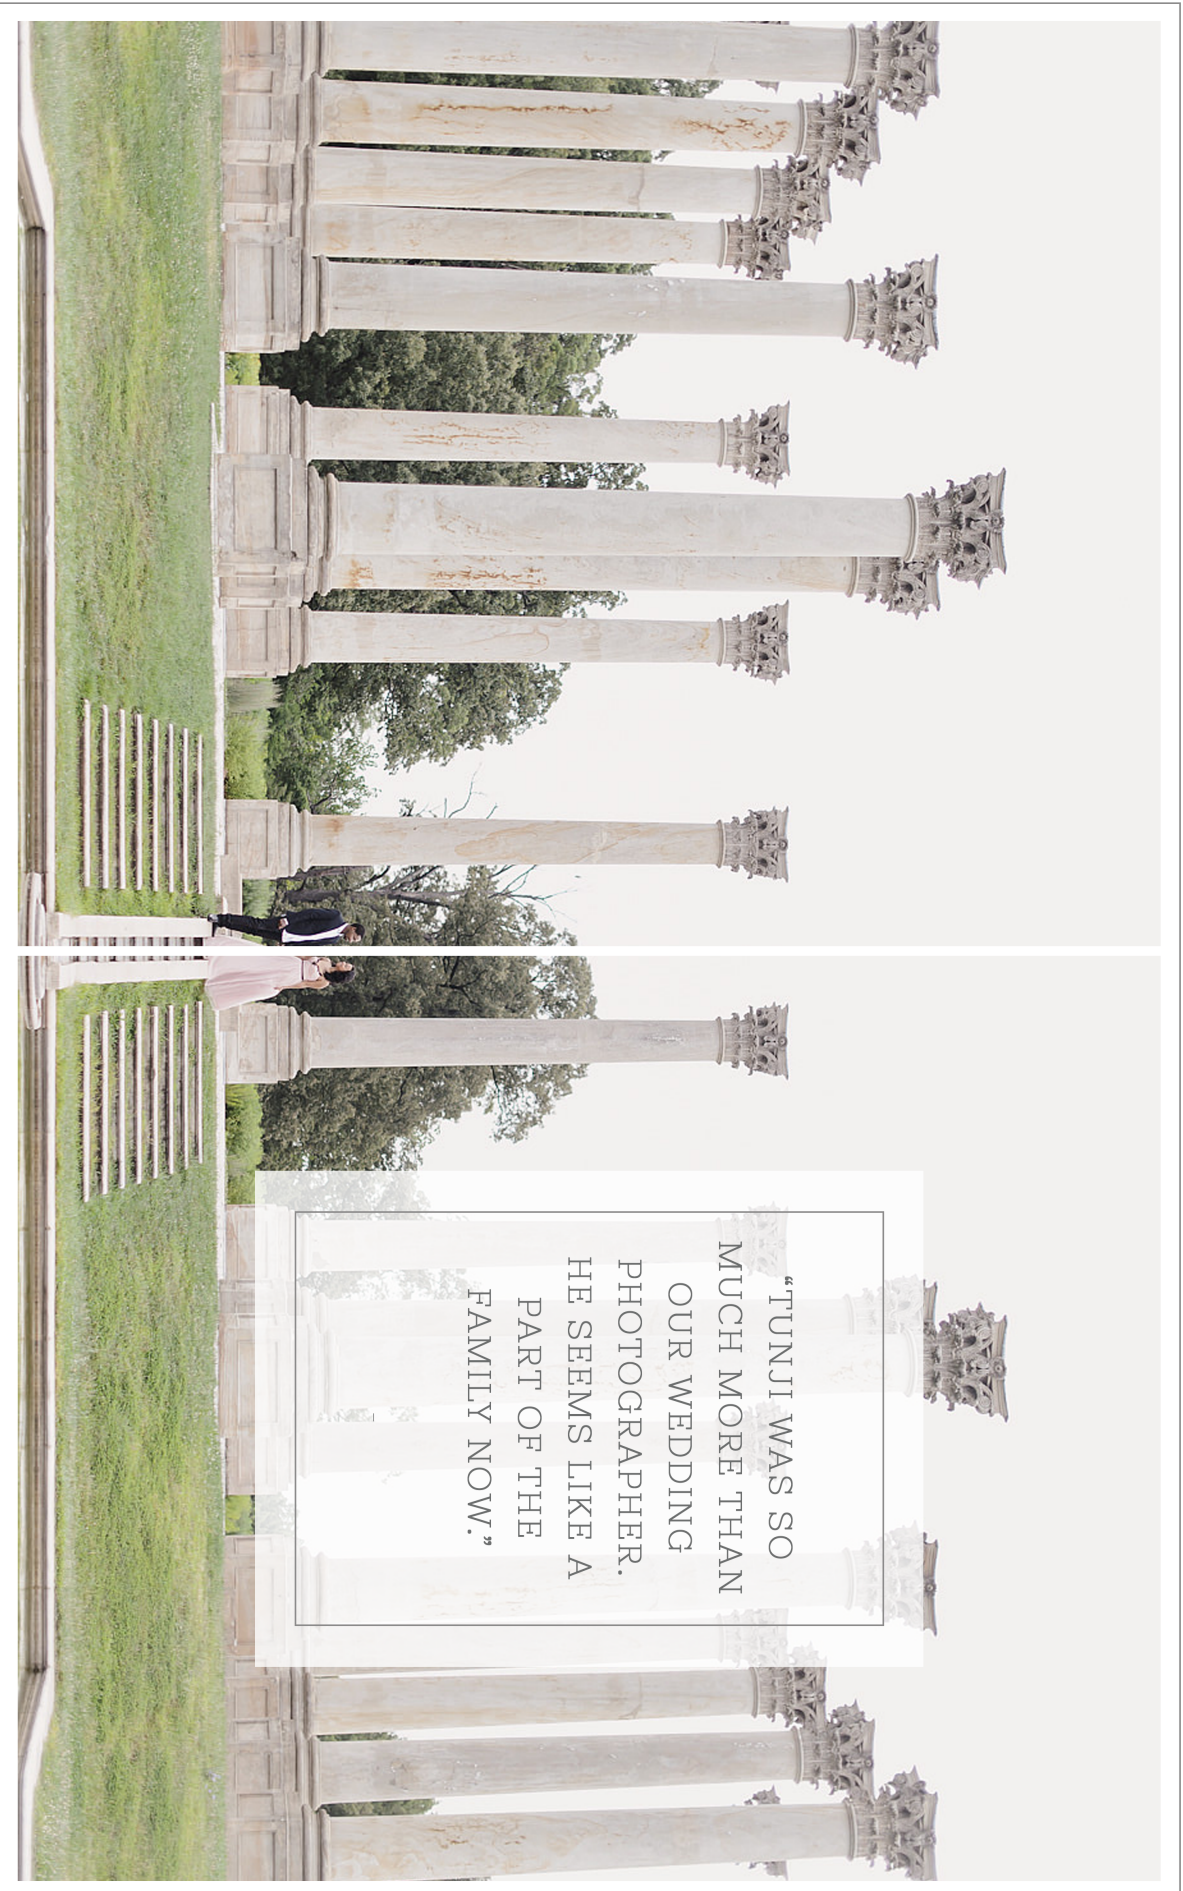 "TUNJI WAS SO
MUCH MORE THAN
OUR WEDDING
PHOTOGRAPHER.
HE SEEMS LIKE A
PART OF THE
FAMILY NOW."